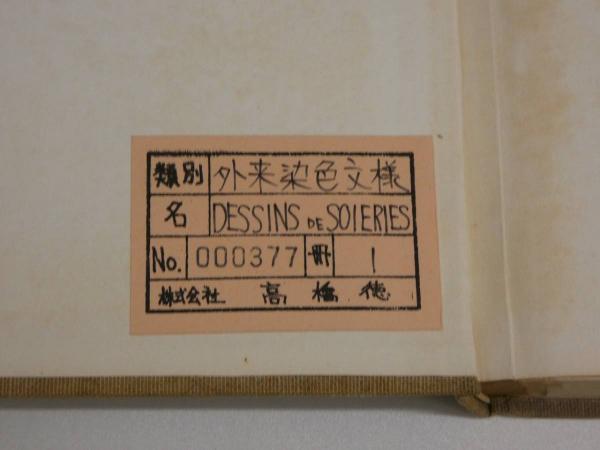 類別 外来染色文様
名 DESSINS DE SOIERIES
No. 000377 冊 1
株式会社 高橋徳